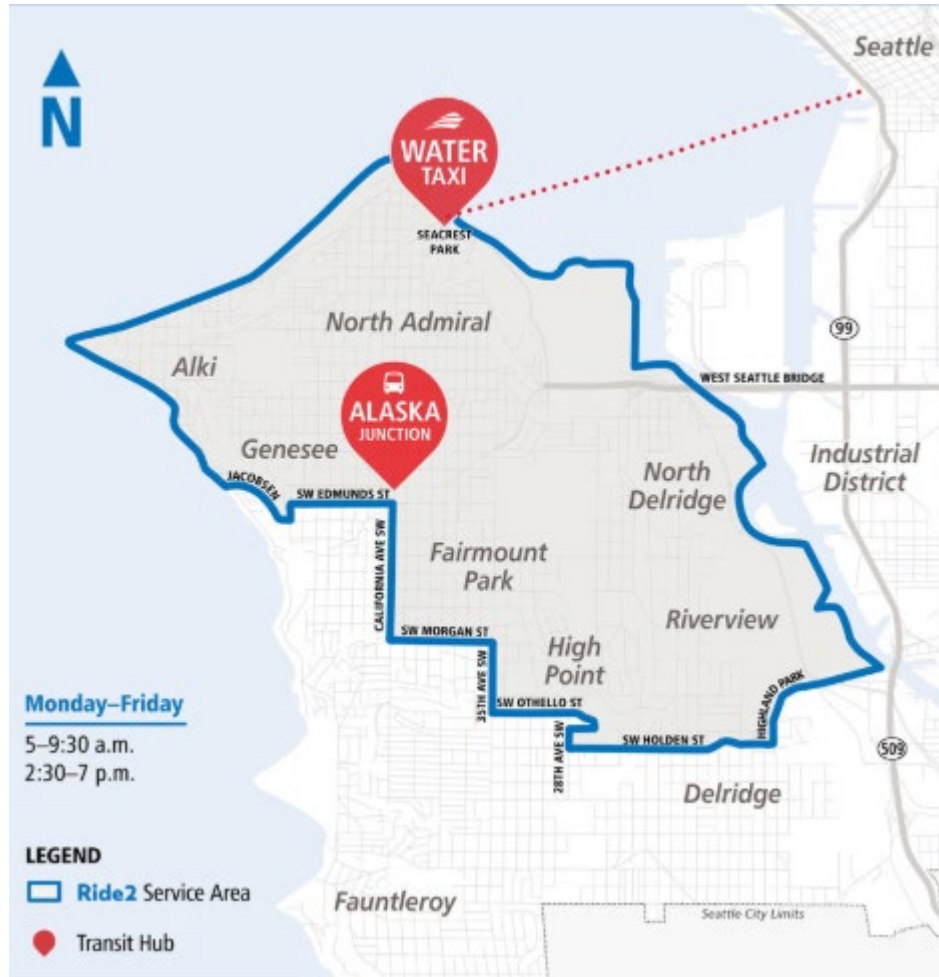 Seattle
N
WATER
TAXI
SEACREST
PARK
North Admiral
99
Alki
WEST SEATTLE BRIDGE
ALASKA
JUNCTION
Genesee
North
Delridge
Industrial
District
JACOBSEN
SW EDMUNDS ST
CALIFORNIA AVE SW
Fairmount
Park
SW MORGAN ST
Riverview
High
Point
35TH AVE SW
SW OTHELLO ST
HIGHLAND PARK
28TH AVE SW
SW HOLDEN ST
509
Delridge
Monday–Friday
5–9:30 a.m.
2:30–7 p.m.
LEGEND
Ride2 Service Area
Transit Hub
Fauntleroy
Seattle City Limits